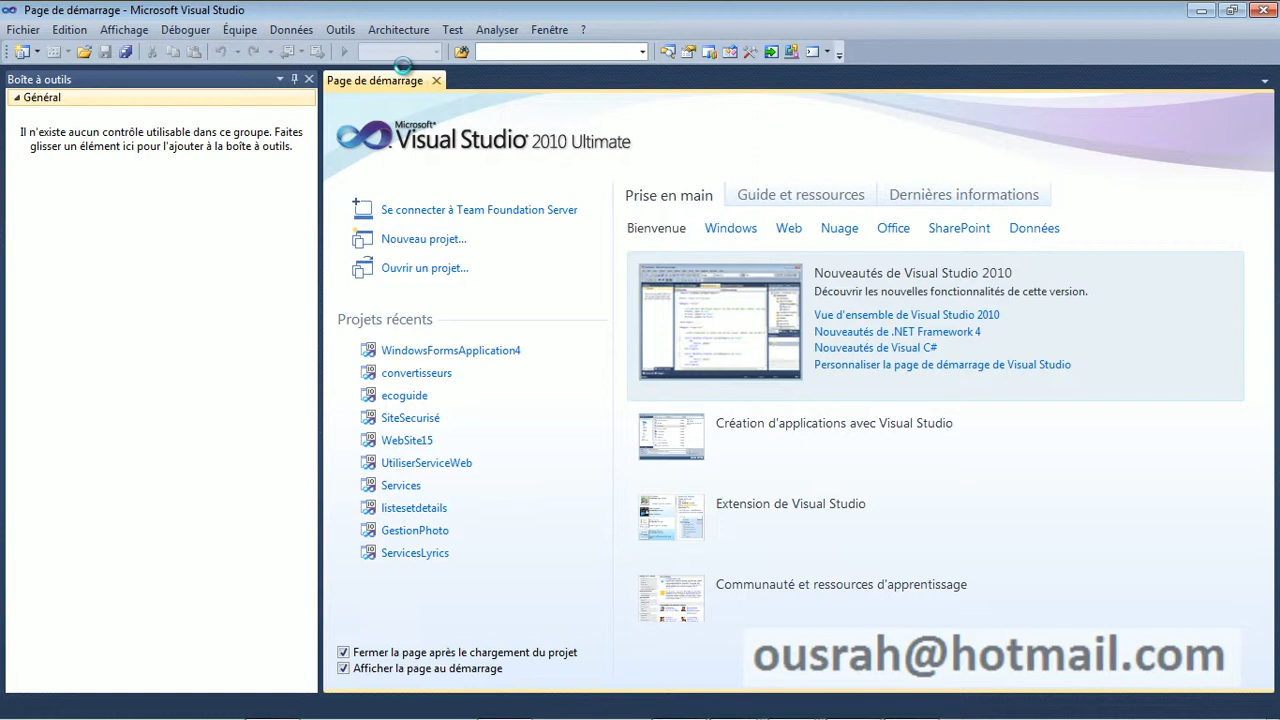 Page de démarrage - Microsoft Visual Studio
Fichier Edition Affichage Déboguer Équipe Données Outils Architecture Test Analyser Fenêtre ?
Boîte à outils
Général
Il n'existe aucun contrôle utilisable dans ce groupe. Faites
glisser un élément ici pour l'ajouter à la boîte à outils.
Page de démarrage
Microsoft®
Visual Studio® 2010 Ultimate
Se connecter à Team Foundation Server
Nouveau projet...
Ouvrir un projet...
Projets récents
WindowsFormsApplication4
convertisseurs
ecoguide
SiteSecurisé
WebSite15
UtiliserServiceWeb
Services
listesetdetails
GestionPhoto
ServicesLyrics
Fermer la page après le chargement du projet
Afficher la page au démarrage
Prise en main Guide et ressources Dernières informations
Bienvenue Windows Web Nuage Office SharePoint Données
Nouveautés de Visual Studio 2010
Découvrir les nouvelles fonctionnalités de cette version.
Vue d'ensemble de Visual Studio 2010
Nouveautés de .NET Framework 4
Nouveautés de Visual C#
Personnaliser la page de démarrage de Visual Studio
Création d'applications avec Visual Studio
Extension de Visual Studio
Communauté et ressources d'apprentissage
ousrah@hotmail.com